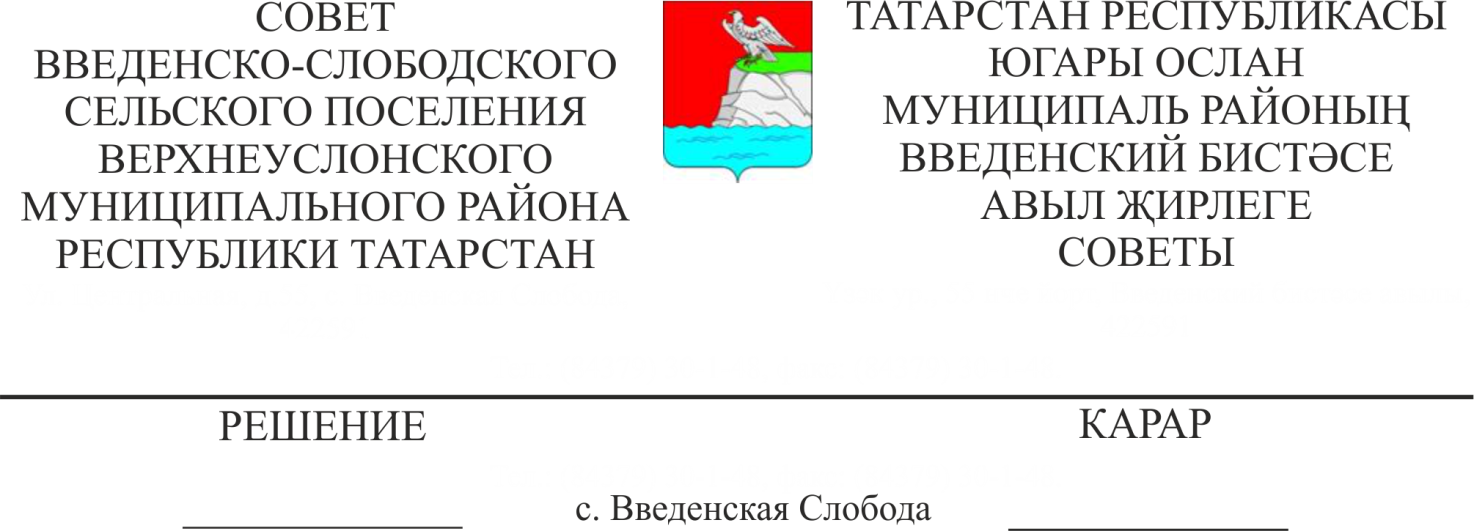 СОВЕТ
ВВЕДЕНСКО-СЛОБОДСКОГО
СЕЛЬСКОГО ПОСЕЛЕНИЯ
ВЕРХНЕУСЛОНСКОГО
МУНИЦИПАЛЬНОГО РАЙОНА
РЕСПУБЛИКИ ТАТАРСТАН
ТАТАРСТАН РЕСПУБЛИКАСЫ
ЮГАРЫ ОСЛАН
МУНИЦИПАЛЬ РАЙОНЫҢ
ВВЕДЕНСКИЙ БИСТӘСЕ
АВЫЛ ҖИРЛЕГЕ
СОВЕТЫ
РЕШЕНИЕ
КАРАР
с. Введенская Слобода